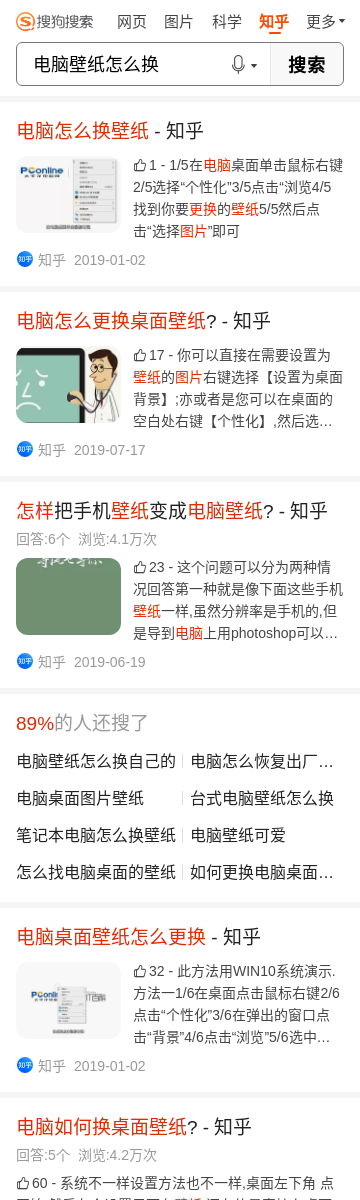 搜狗搜索 网页 图片 科学 知乎 更多
电脑壁纸怎么换 搜索
电脑怎么换壁纸 - 知乎
1 - 1/5在电脑桌面单击鼠标右键
2/5选择“个性化”3/5点击“浏览4/5
找到你要更换的壁纸5/5然后点
击“选择图片”即可
知乎 2019-01-02
电脑怎么更换桌面壁纸? - 知乎
17 - 你可以直接在需要设置为
壁纸的图片右键选择【设置为桌面
背景】;亦或者是您可以在桌面的
空白处右键【个性化】,然后选…
知乎 2019-07-17
怎样把手机壁纸变成电脑壁纸? - 知乎
回答:6个 浏览:4.1万次
23 - 这个问题可以分为两种情
况回答第一种就是像下面这些手机
壁纸一样,虽然分辨率是手机的,但
是导到电脑上用photoshop可以…
知乎 2019-06-19
89%的人还搜了
电脑壁纸怎么换自己的 电脑怎么恢复出厂…
电脑桌面图片壁纸 台式电脑壁纸怎么换
笔记本电脑怎么换壁纸 电脑壁纸可爱
怎么找电脑桌面的壁纸 如何更换电脑桌面…
电脑桌面壁纸怎么更换 - 知乎
32 - 此方法用WIN10系统演示.
方法一1/6在桌面点击鼠标右键2/6
点击“个性化”3/6在弹出的窗口点
击“背景”4/6点击“浏览”5/6选中…
知乎 2019-01-02
电脑如何换桌面壁纸? - 知乎
回答:5个 浏览:4.2万次
60 - 系统不一样设置方法也不一样,桌面左下角 点